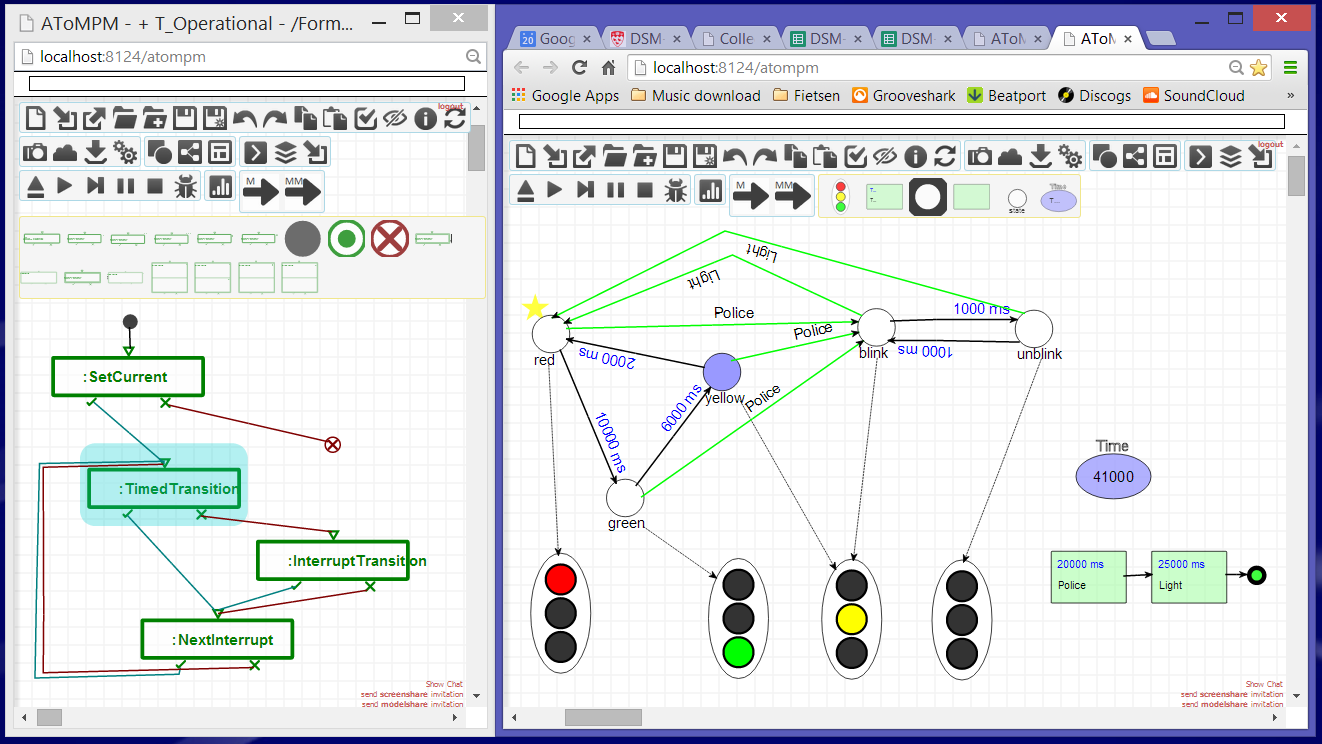 AToMPM - + T_Operational - /Form...
localhost:8124/atompm
logout
M
MM
:SetCurrent
:TimedTransition
:InterruptTransition
:NextInterrupt
Show Chat
send screenshare invitation
send modelshare invitation
20
Goog
DSM-
Colle
DSM-
DSM-
AToM
AToM
localhost:8124/atompm
Google Apps
Music download
Fietsen
Grooveshark
Beatport
Discogs
SoundCloud
»
logout
M
MM
T...
T...
state
Time
T...
Light
Light
Police
Police
Police
1000 ms
1000 ms
2000 ms
6000 ms
10000 ms
red
yellow
blink
unblink
green
Time
41000
20000 ms
Police
25000 ms
Light
Show Chat
send screenshare invitation
send modelshare invitation